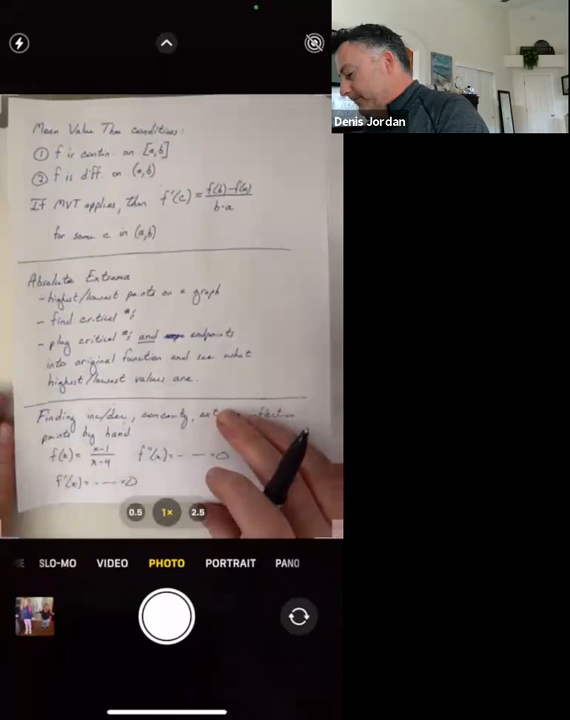 Denis Jordan
Mean Value Thm conditions:
① f is contin. on [a,b]
② f is diff. on (a,b)
If MVT applies, then f'(c) = f(b)-f(a) / b-a
for some c in (a,b)
Absolute Extrema
- highest/lowest points on a graph
- find critical #s
- plug critical #s and endpoints
into original function and see what
highest/lowest values are.
Finding inc/dec, concavity, inflection
points by hand
f(x) = x-1 / x-4 f''(x)= - — =0
f'(x)= - - — =0
0.5 1× 2.5
SLO-MO VIDEO PHOTO PORTRAIT PANO